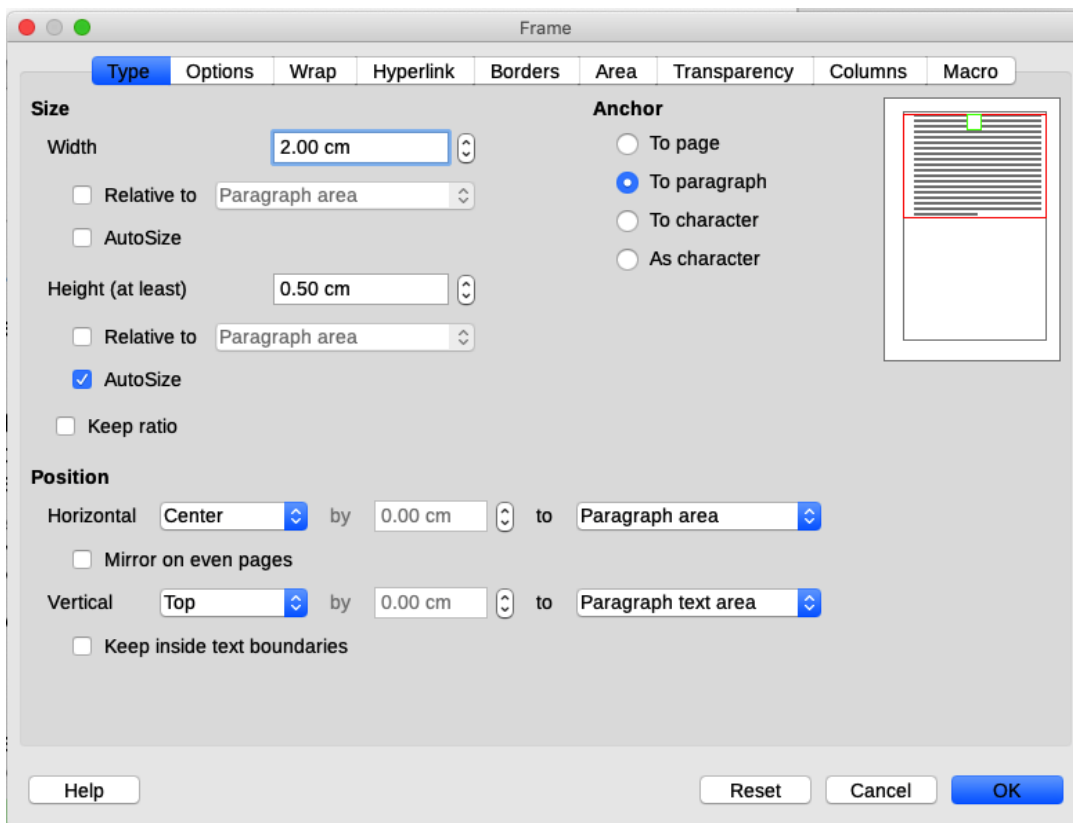 Frame
Type Options Wrap Hyperlink Borders Area Transparency Columns Macro
Size
Width 2.00 cm
Relative to Paragraph area
AutoSize
Height (at least) 0.50 cm
Relative to Paragraph area
AutoSize
Keep ratio
Anchor
To page
To paragraph
To character
As character
Position
Horizontal Center by 0.00 cm to Paragraph area
Mirror on even pages
Vertical Top by 0.00 cm to Paragraph text area
Keep inside text boundaries
Help Reset Cancel OK